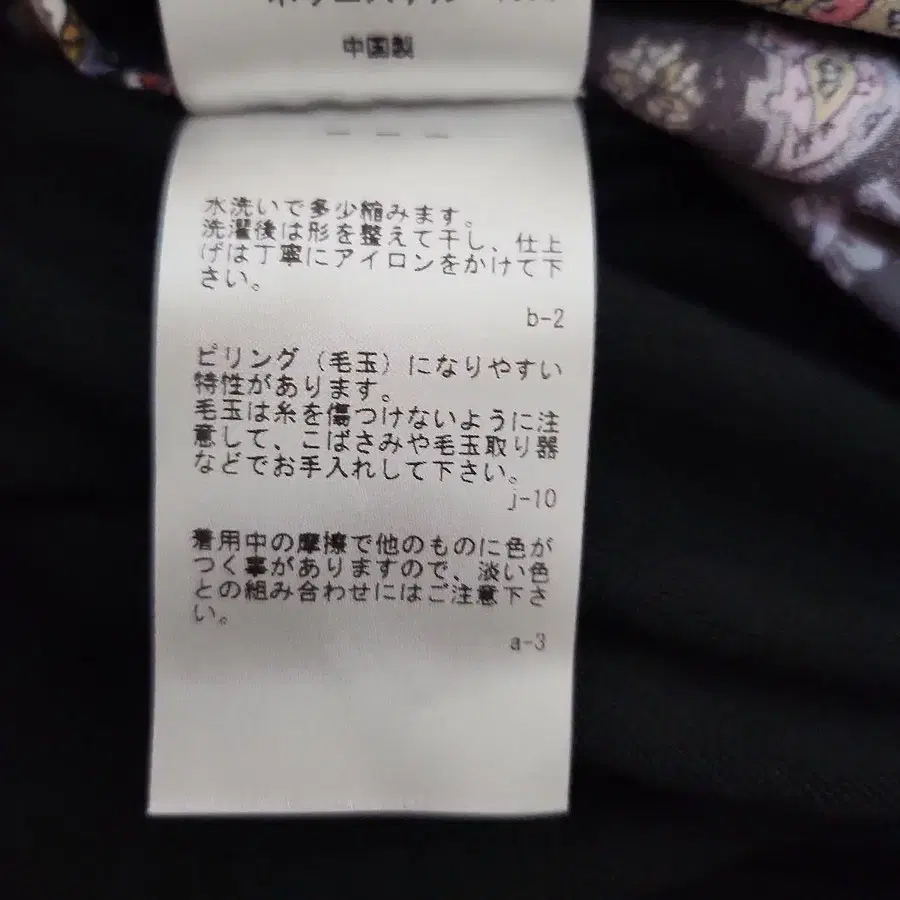 中国製
水洗いで多少縮みます。
洗濯後は形を整えて干し、仕上
げは丁寧にアイロンをかけて下
さい。
b-2
ピリング（毛玉）になりやすい
特性があります。
毛玉は糸を傷つけないように注
意して、こばさみや毛玉取り器
などでお手入れして下さい。
j-10
着用中の摩擦で他のものに色が
つく事がありますので、淡い色
との組み合わせにはご注意下さ
い。
a-3